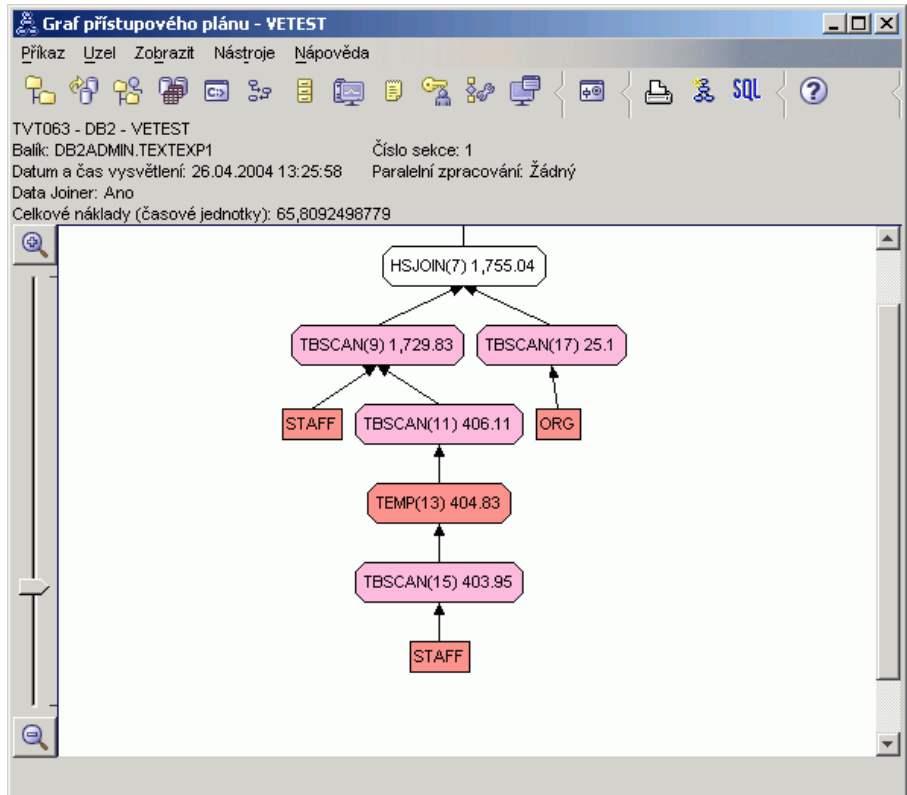 Graf přístupového plánu - VETEST
Příkaz Uzel Zobrazit Nástroje Nápověda
C:> SQL ?
TVT063 - DB2 - VETEST
Balík: DB2ADMIN.TEXTEXP1 Číslo sekce: 1
Datum a čas vysvětlení: 26.04.2004 13:25:58 Paralelní zpracování: Žádný
Data Joiner: Ano
Celkové náklady (časové jednotky): 65,8092498779
HSJOIN(7) 1,755.04
TBSCAN(9) 1,729.83 TBSCAN(17) 25.1
STAFF TBSCAN(11) 406.11 ORG
TEMP(13) 404.83
TBSCAN(15) 403.95
STAFF